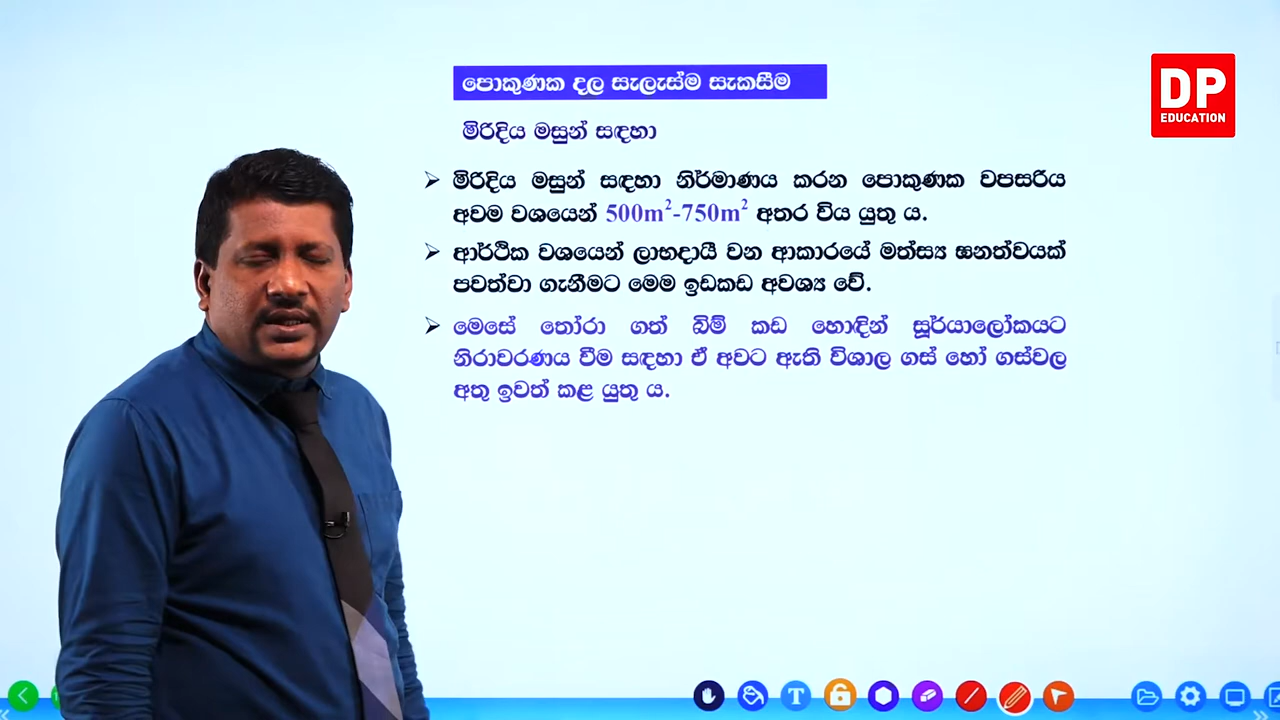 පොකුණක දල සැලැස්ම සැකසීම
DP
EDUCATION
මිරිදිය මසුන් සඳහා
➢ මිරිදිය මසුන් සඳහා නිර්මාණය කරන පොකුණක වපසරිය
අවම වශයෙන් 500m²-750m² අතර විය යුතු ය.
➢ ආර්ථික වශයෙන් ලාභදායී වන ආකාරයේ මත්ස්‍ය ඝනත්වයක්
පවත්වා ගැනීමට මෙම ඉඩකඩ අවශ්‍ය වේ.
➢ මෙසේ තෝරා ගත් බිම් කඩ හොඳින් සූර්යාලෝකයට
නිරාවරණය වීම සඳහා ඒ අවට ඇති විශාල ගස් හෝ ගස්වල
අතු ඉවත් කළ යුතු ය.
T